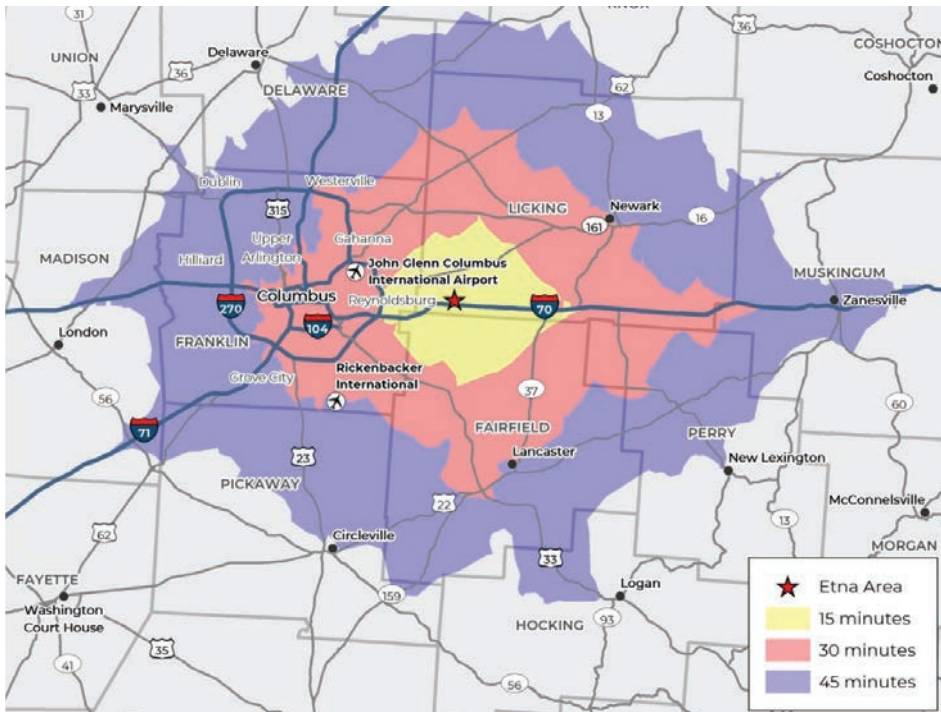 KNOX
31
36
Delaware
UNION
36
COSHOCTON
62
Coshocton
33
DELAWARE
Marysville
13
Dublin
Westerville
315
LICKING
Newark
161
16
Upper
Arlington
Gahanna
Hilliard
John Glenn Columbus
International Airport
MADISON
MUSKINGUM
Columbus
Reynoldsburg
Zanesville
270
70
104
London
FRANKLIN
Rickenbacker
International
Grove City
37
56
60
71
FAIRFIELD
PERRY
23
Lancaster
New Lexington
PICKAWAY
22
McConnelsville
62
13
Circleville
MORGAN
33
FAYETTE
Logan
Washington
Court House
159
93
HOCKING
35
41
56
Etna Area
15 minutes
30 minutes
45 minutes